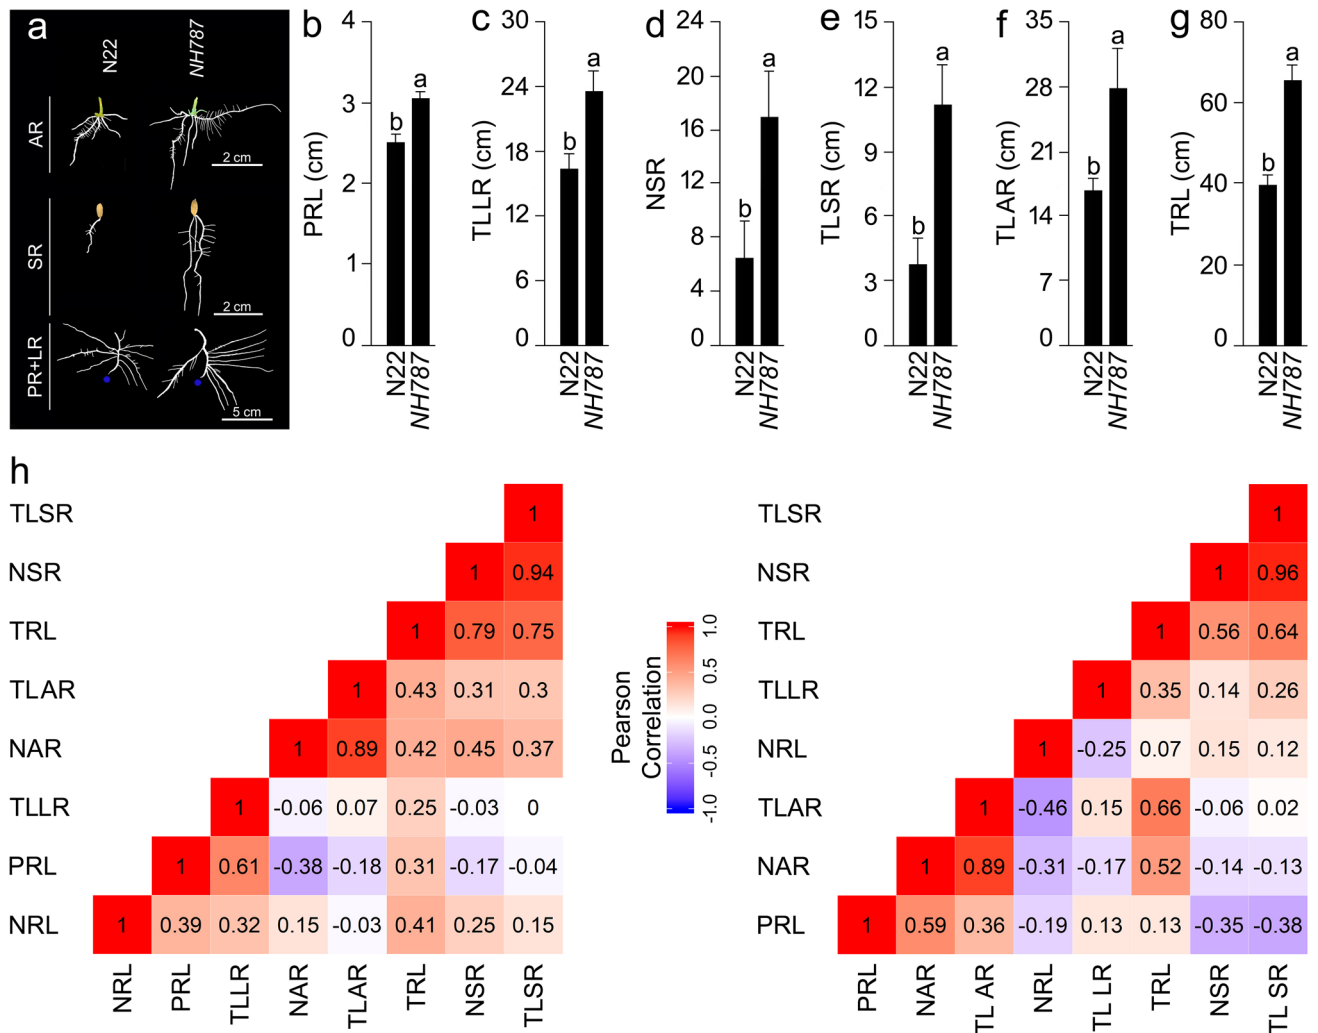 a
N22
NH787
AR
2 cm
SR
2 cm
PR+LR
5 cm
b
PRL (cm)
4
3
2
1
0
b
a
N22
NH787
c
TLLR (cm)
30
24
18
12
6
0
b
a
N22
NH787
d
NSR
24
20
16
12
8
4
0
b
a
N22
NH787
e
TLSR (cm)
15
12
9
6
3
0
b
a
N22
NH787
f
TLAR (cm)
35
28
21
14
7
0
b
a
N22
NH787
g
TRL (cm)
80
60
40
20
0
b
a
N22
NH787
h
TLSR 1
NSR 1 0.94
TRL 1 0.79 0.75
TLAR 1 0.43 0.31 0.3
NAR 1 0.89 0.42 0.45 0.37
TLLR 1 -0.06 0.07 0.25 -0.03 0
PRL 1 0.61 -0.38 -0.18 0.31 -0.17 -0.04
NRL 1 0.39 0.32 0.15 -0.03 0.41 0.25 0.15
NRL PRL TLLR NAR TLAR TRL NSR TLSR
Pearson
Correlation
1.0
0.5
0.0
-0.5
-1.0
TLSR 1
NSR 1 0.96
TRL 1 0.56 0.64
TLLR 1 0.35 0.14 0.26
NRL 1 -0.25 0.07 0.15 0.12
TLAR 1 -0.46 0.15 0.66 -0.06 0.02
NAR 1 0.89 -0.31 -0.17 0.52 -0.14 -0.13
PRL 1 0.59 0.36 -0.19 0.13 0.13 -0.35 -0.38
PRL NAR TL AR NRL TL LR TRL NSR TL SR